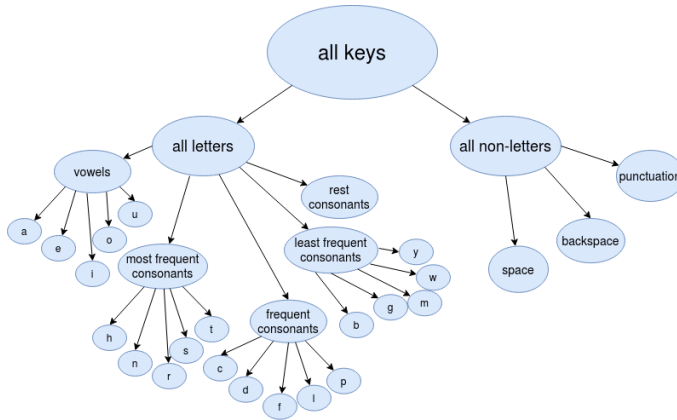 all keys
all letters
all non-letters
vowels
punctuation
rest
consonants
a
e
i
o
u
most frequent
consonants
least frequent
consonants
y
w
m
g
b
backspace
space
h
n
r
s
t
frequent
consonants
c
d
f
l
p